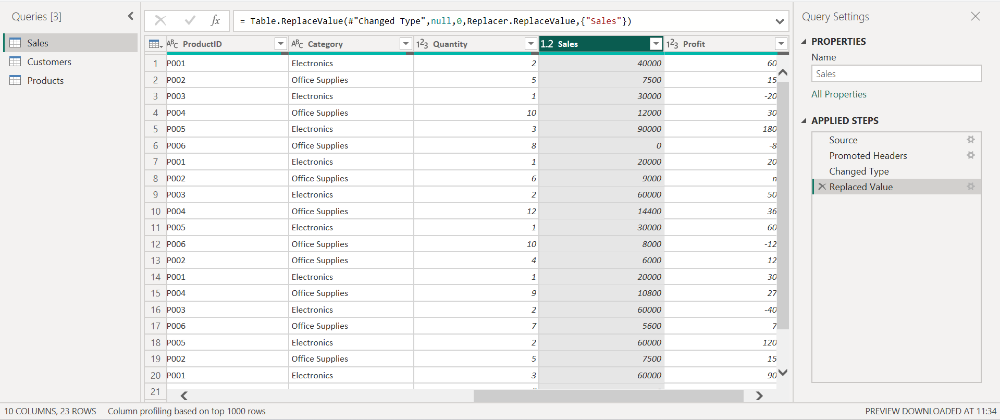 Queries [3]
Sales
Customers
Products
fx = Table.ReplaceValue(#"Changed Type",null,0,Replacer.ReplaceValue,{"Sales"})
ABC ProductID ABC Category 123 Quantity 1.2 Sales 123 Profit
1 P001 Electronics 2 40000 60
2 P002 Office Supplies 5 7500 15
3 P003 Electronics 1 30000 -20
4 P004 Office Supplies 10 12000 30
5 P005 Electronics 3 90000 180
6 P006 Office Supplies 8 0 -8
7 P001 Electronics 1 20000 20
8 P002 Office Supplies 6 9000 n
9 P003 Electronics 2 60000 50
10 P004 Office Supplies 12 14400 36
11 P005 Electronics 1 30000 60
12 P006 Office Supplies 10 8000 -12
13 P002 Office Supplies 4 6000 12
14 P001 Electronics 1 20000 30
15 P004 Office Supplies 9 10800 27
16 P003 Electronics 2 60000 -40
17 P006 Office Supplies 7 5600 7
18 P005 Electronics 2 60000 120
19 P002 Office Supplies 5 7500 15
20 P001 Electronics 3 60000 90
21
Query Settings
PROPERTIES
Name
Sales
All Properties
APPLIED STEPS
Source
Promoted Headers
Changed Type
Replaced Value
10 COLUMNS, 23 ROWS Column profiling based on top 1000 rows
PREVIEW DOWNLOADED AT 11:34